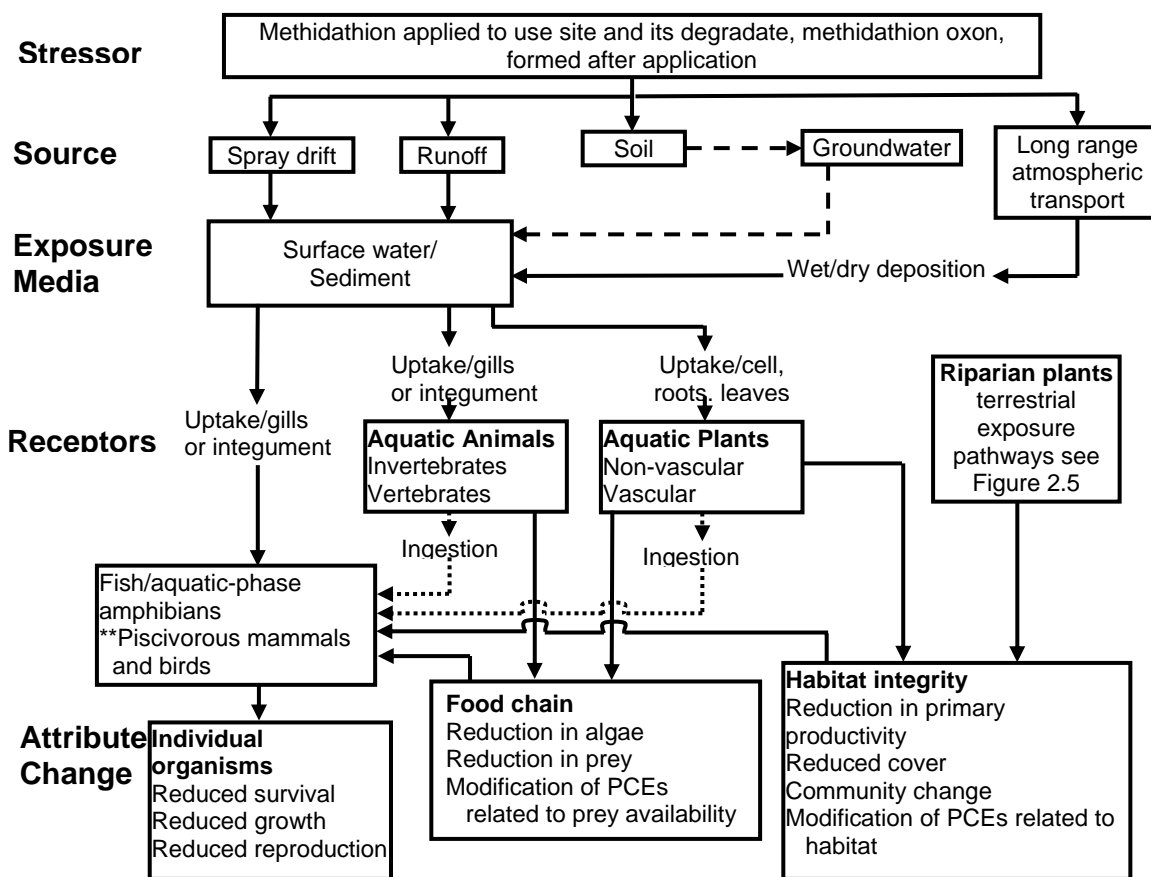 Stressor
Methidathion applied to use site and its degradate, methidathion oxon,
formed after application
Source
Spray drift
Runoff
Soil
Groundwater
Long range
atmospheric
transport
Exposure
Media
Surface water/
Sediment
Wet/dry deposition
Uptake/gills
or integument
Uptake/gills
or integument
Uptake/cell,
roots, leaves
Riparian plants
terrestrial
exposure
pathways see
Figure 2.5
Receptors
Aquatic Animals
Invertebrates
Vertebrates
Aquatic Plants
Non-vascular
Vascular
Ingestion
Ingestion
Fish/aquatic-phase
amphibians
**Piscivorous mammals
and birds
Attribute
Change
Individual
organisms
Reduced survival
Reduced growth
Reduced reproduction
Food chain
Reduction in algae
Reduction in prey
Modification of PCEs
related to prey availability
Habitat integrity
Reduction in primary
productivity
Reduced cover
Community change
Modification of PCEs related to
habitat